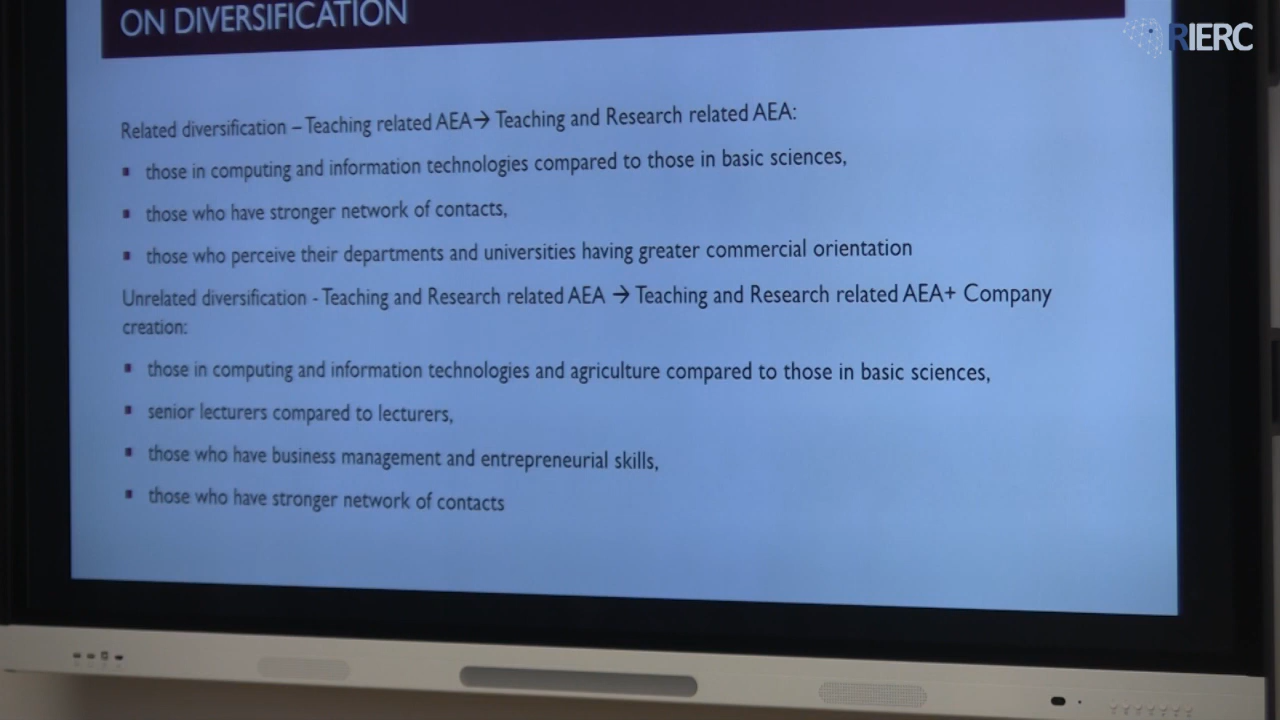 ON DIVERSIFICATION
RIERC
Related diversification – Teaching related AEA→ Teaching and Research related AEA:
▪ those in computing and information technologies compared to those in basic sciences,
▪ those who have stronger network of contacts,
▪ those who perceive their departments and universities having greater commercial orientation
Unrelated diversification - Teaching and Research related AEA → Teaching and Research related AEA+ Company
creation:
▪ those in computing and information technologies and agriculture compared to those in basic sciences,
▪ senior lecturers compared to lecturers,
▪ those who have business management and entrepreneurial skills,
▪ those who have stronger network of contacts